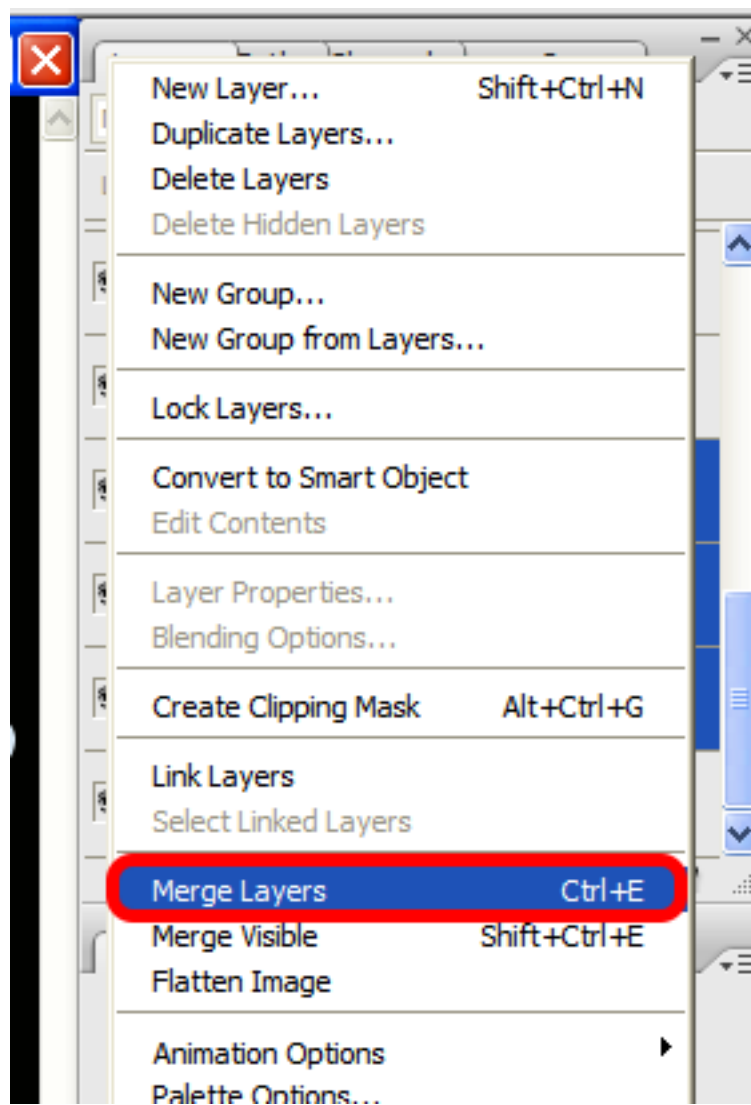 New Layer... Shift+Ctrl+N
Duplicate Layers...
Delete Layers
Delete Hidden Layers
New Group...
New Group from Layers...
Lock Layers...
Convert to Smart Object
Edit Contents
Layer Properties...
Blending Options...
Create Clipping Mask Alt+Ctrl+G
Link Layers
Select Linked Layers
Merge Layers Ctrl+E
Merge Visible Shift+Ctrl+E
Flatten Image
Animation Options
Palette Options...